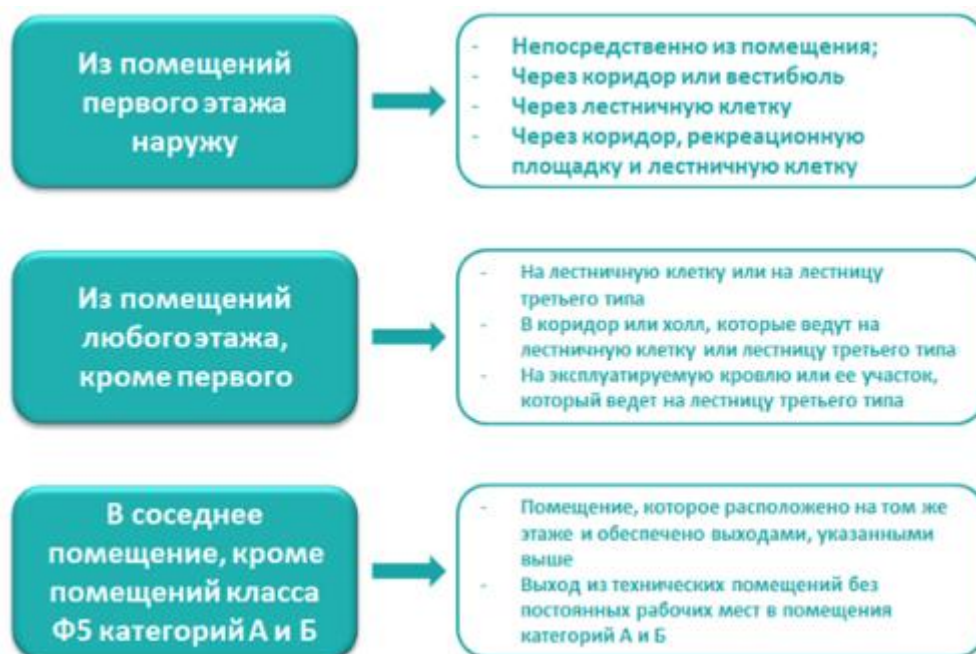 Из помещений
первого этажа
наружу
- Непосредственно из помещения;
- Через коридор или вестибюль
- Через лестничную клетку
- Через коридор, рекреационную
площадку и лестничную клетку
Из помещений
любого этажа,
кроме первого
- На лестничную клетку или на лестницу
третьего типа
- В коридор или холл, которые ведут на
лестничную клетку или лестницу третьего типа
- На эксплуатируемую кровлю или ее участок,
который ведет на лестницу третьего типа
В соседнее
помещение, кроме
помещений класса
Ф5 категорий А и Б
- Помещение, которое расположено на том же
этаже и обеспечено выходами, указанными
выше
- Выход из технических помещений без
постоянных рабочих мест в помещения
категорий А и Б